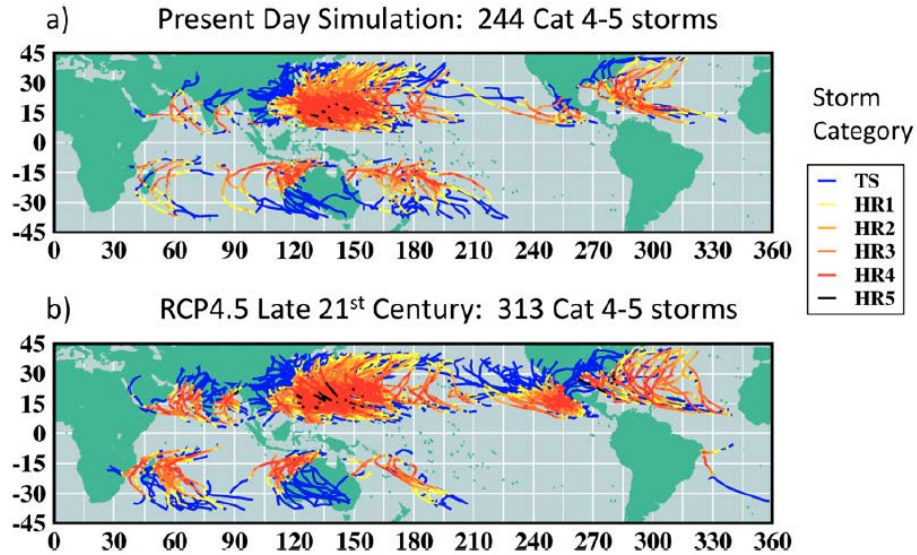 a) Present Day Simulation: 244 Cat 4-5 storms
45
30
15
0
-15
-30
-45
0 30 60 90 120 150 180 210 240 270 300 330 360
Storm
Category
TS
HR1
HR2
HR3
HR4
HR5
b) RCP4.5 Late 21st Century: 313 Cat 4-5 storms
45
30
15
0
-15
-30
-45
0 30 60 90 120 150 180 210 240 270 300 330 360